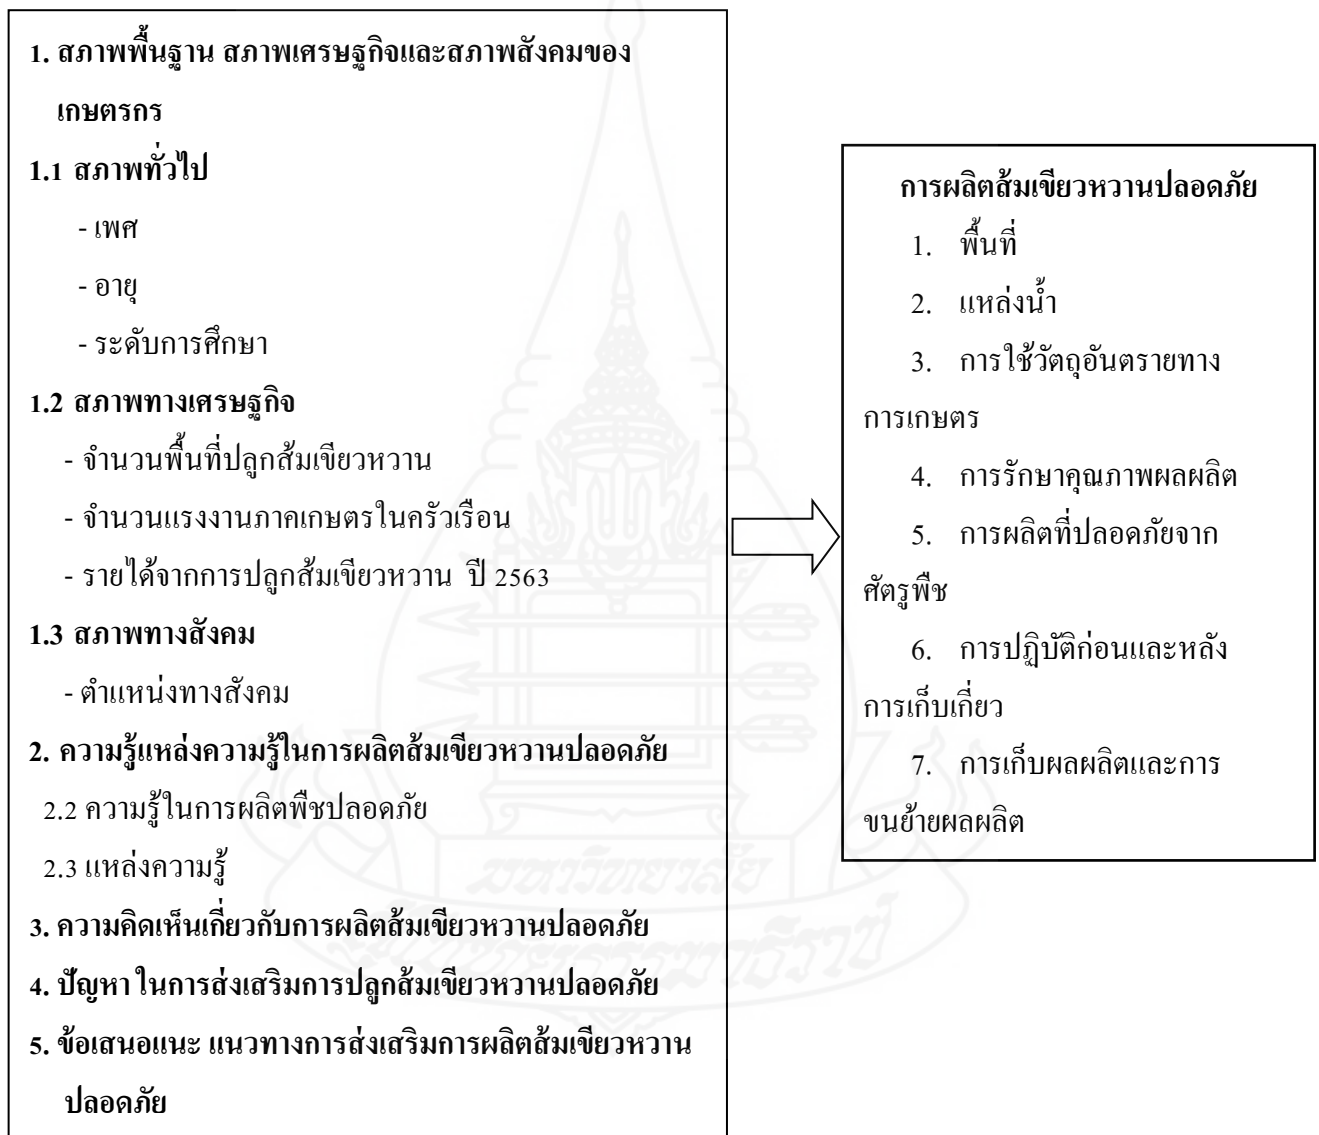 1. สภาพพื้นฐาน สภาพเศรษฐกิจและสภาพสังคมของ
เกษตรกร
1.1 สภาพทั่วไป
- เพศ
- อายุ
- ระดับการศึกษา
1.2 สภาพทางเศรษฐกิจ
- จำนวนพื้นที่ปลูกส้มเขียวหวาน
- จำนวนแรงงานภาคเกษตรในครัวเรือน
- รายได้จากการปลูกส้มเขียวหวาน ปี 2563
1.3 สภาพทางสังคม
- ตำแหน่งทางสังคม
2. ความรู้แหล่งความรู้ในการผลิตส้มเขียวหวานปลอดภัย
2.2 ความรู้ในการผลิตพืชปลอดภัย
2.3 แหล่งความรู้
3. ความคิดเห็นเกี่ยวกับการผลิตส้มเขียวหวานปลอดภัย
4. ปัญหา ในการส่งเสริมการปลูกส้มเขียวหวานปลอดภัย
5. ข้อเสนอแนะ แนวทางการส่งเสริมการผลิตส้มเขียวหวาน
ปลอดภัย
การผลิตส้มเขียวหวานปลอดภัย
1. พื้นที่
2. แหล่งน้ำ
3. การใช้วัตถุอันตรายทาง
การเกษตร
4. การรักษาคุณภาพผลผลิต
5. การผลิตที่ปลอดภัยจาก
ศัตรูพืช
6. การปฏิบัติก่อนและหลัง
การเก็บเกี่ยว
7. การเก็บผลผลิตและการ
ขนย้ายผลผลิต
มหาวิทยาลัย
สุโขทัยธรรมาธิราช